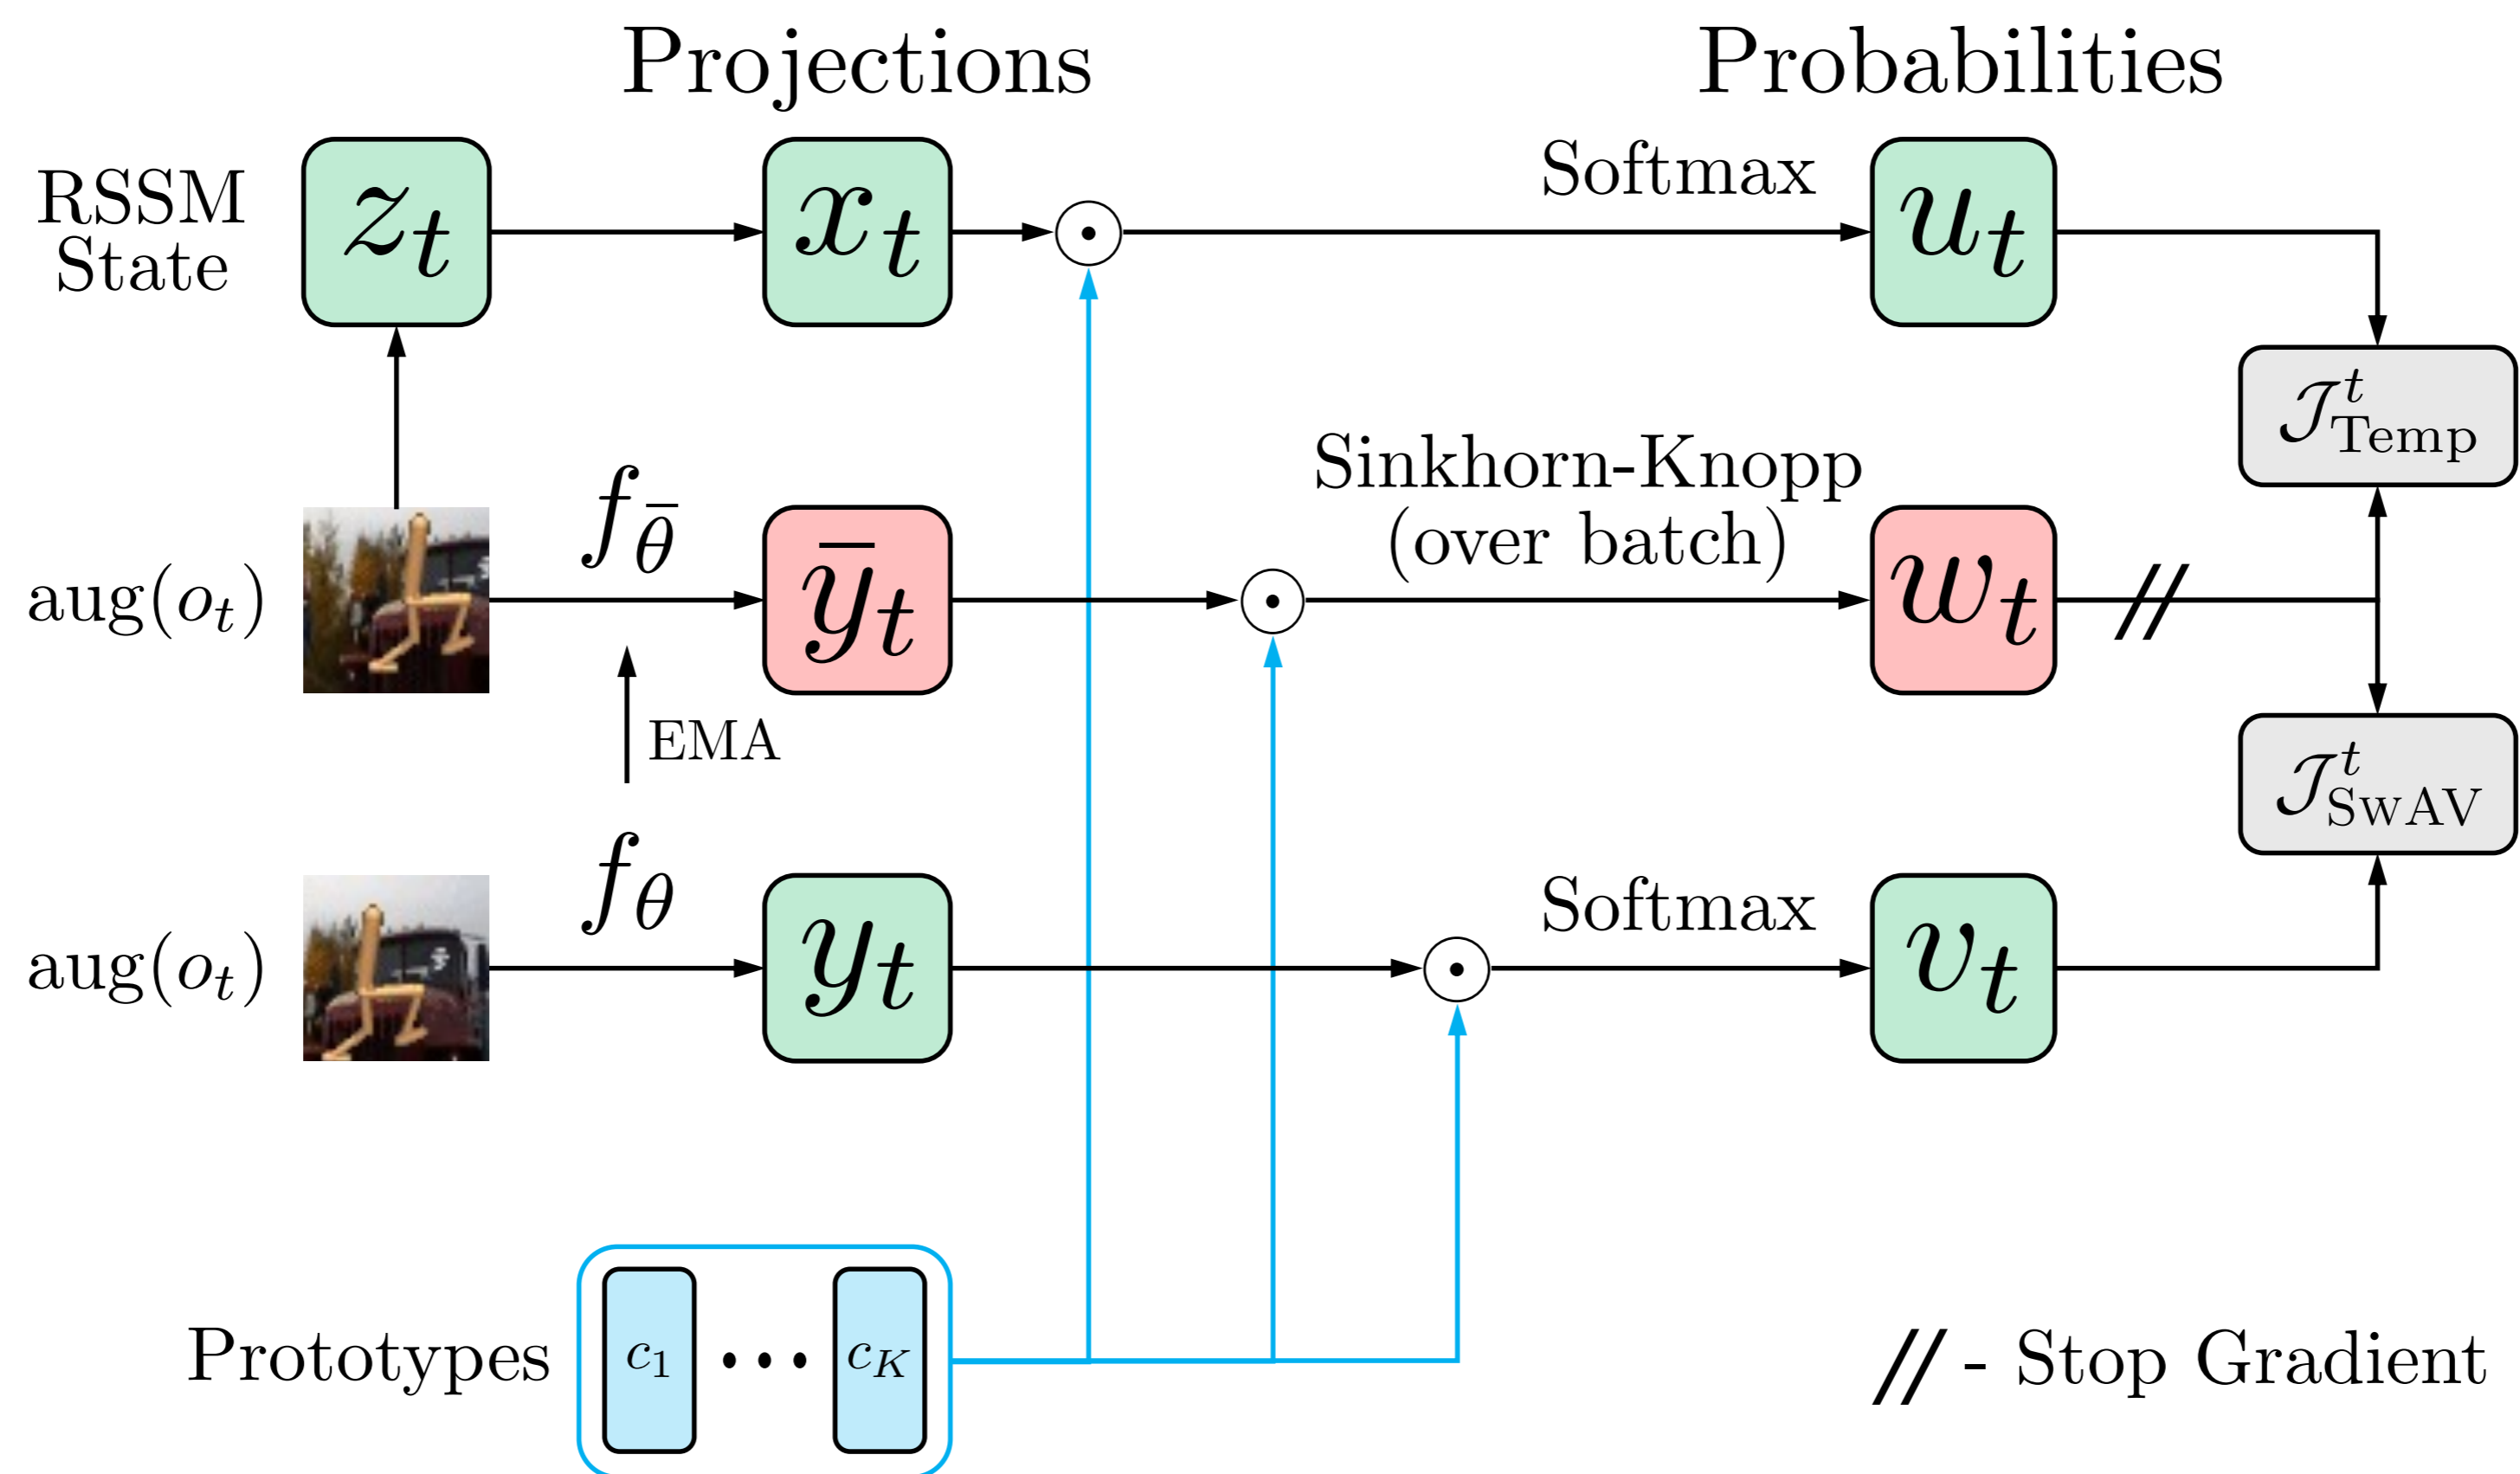 Projections
Probabilities
RSSM
State
z_t
x_t
⊙
Softmax
u_t
𝒥^t_Temp
aug(o_t)
f_θ̄
ȳ_t
⊙
Sinkhorn-Knopp
(over batch)
w_t
//
EMA
𝒥^t_SwAV
aug(o_t)
f_θ
y_t
⊙
Softmax
v_t
Prototypes
c_1 ··· c_K
// - Stop Gradient